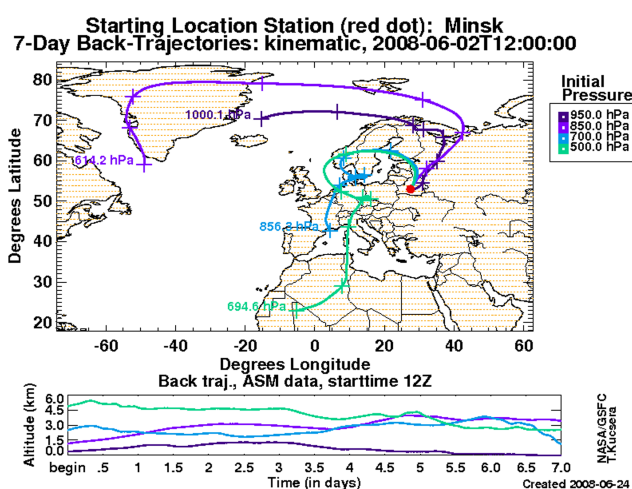 Starting Location Station (red dot):  Minsk
7-Day Back-Trajectories: kinematic, 2008-06-02T12:00:00
Initial
Pressure
950.0 hPa
850.0 hPa
700.0 hPa
500.0 hPa
Degrees Latitude
80
70
60
50
40
30
20
1000.1 hPa
614.2 hPa
856.3 hPa
694.6 hPa
-60 -40 -20 0 20 40 60
Degrees Longitude
Back traj., ASM data, starttime 12Z
Altitude (km)
6.0
4.5
3.0
1.5
0.0
begin .5 1 1.5 2 2.5 3 3.5 4 4.5 5 5.5 6 6.5 7.0
Time (in days)
NASA/GSFC
T.Kucsera
Created 2008-06-24